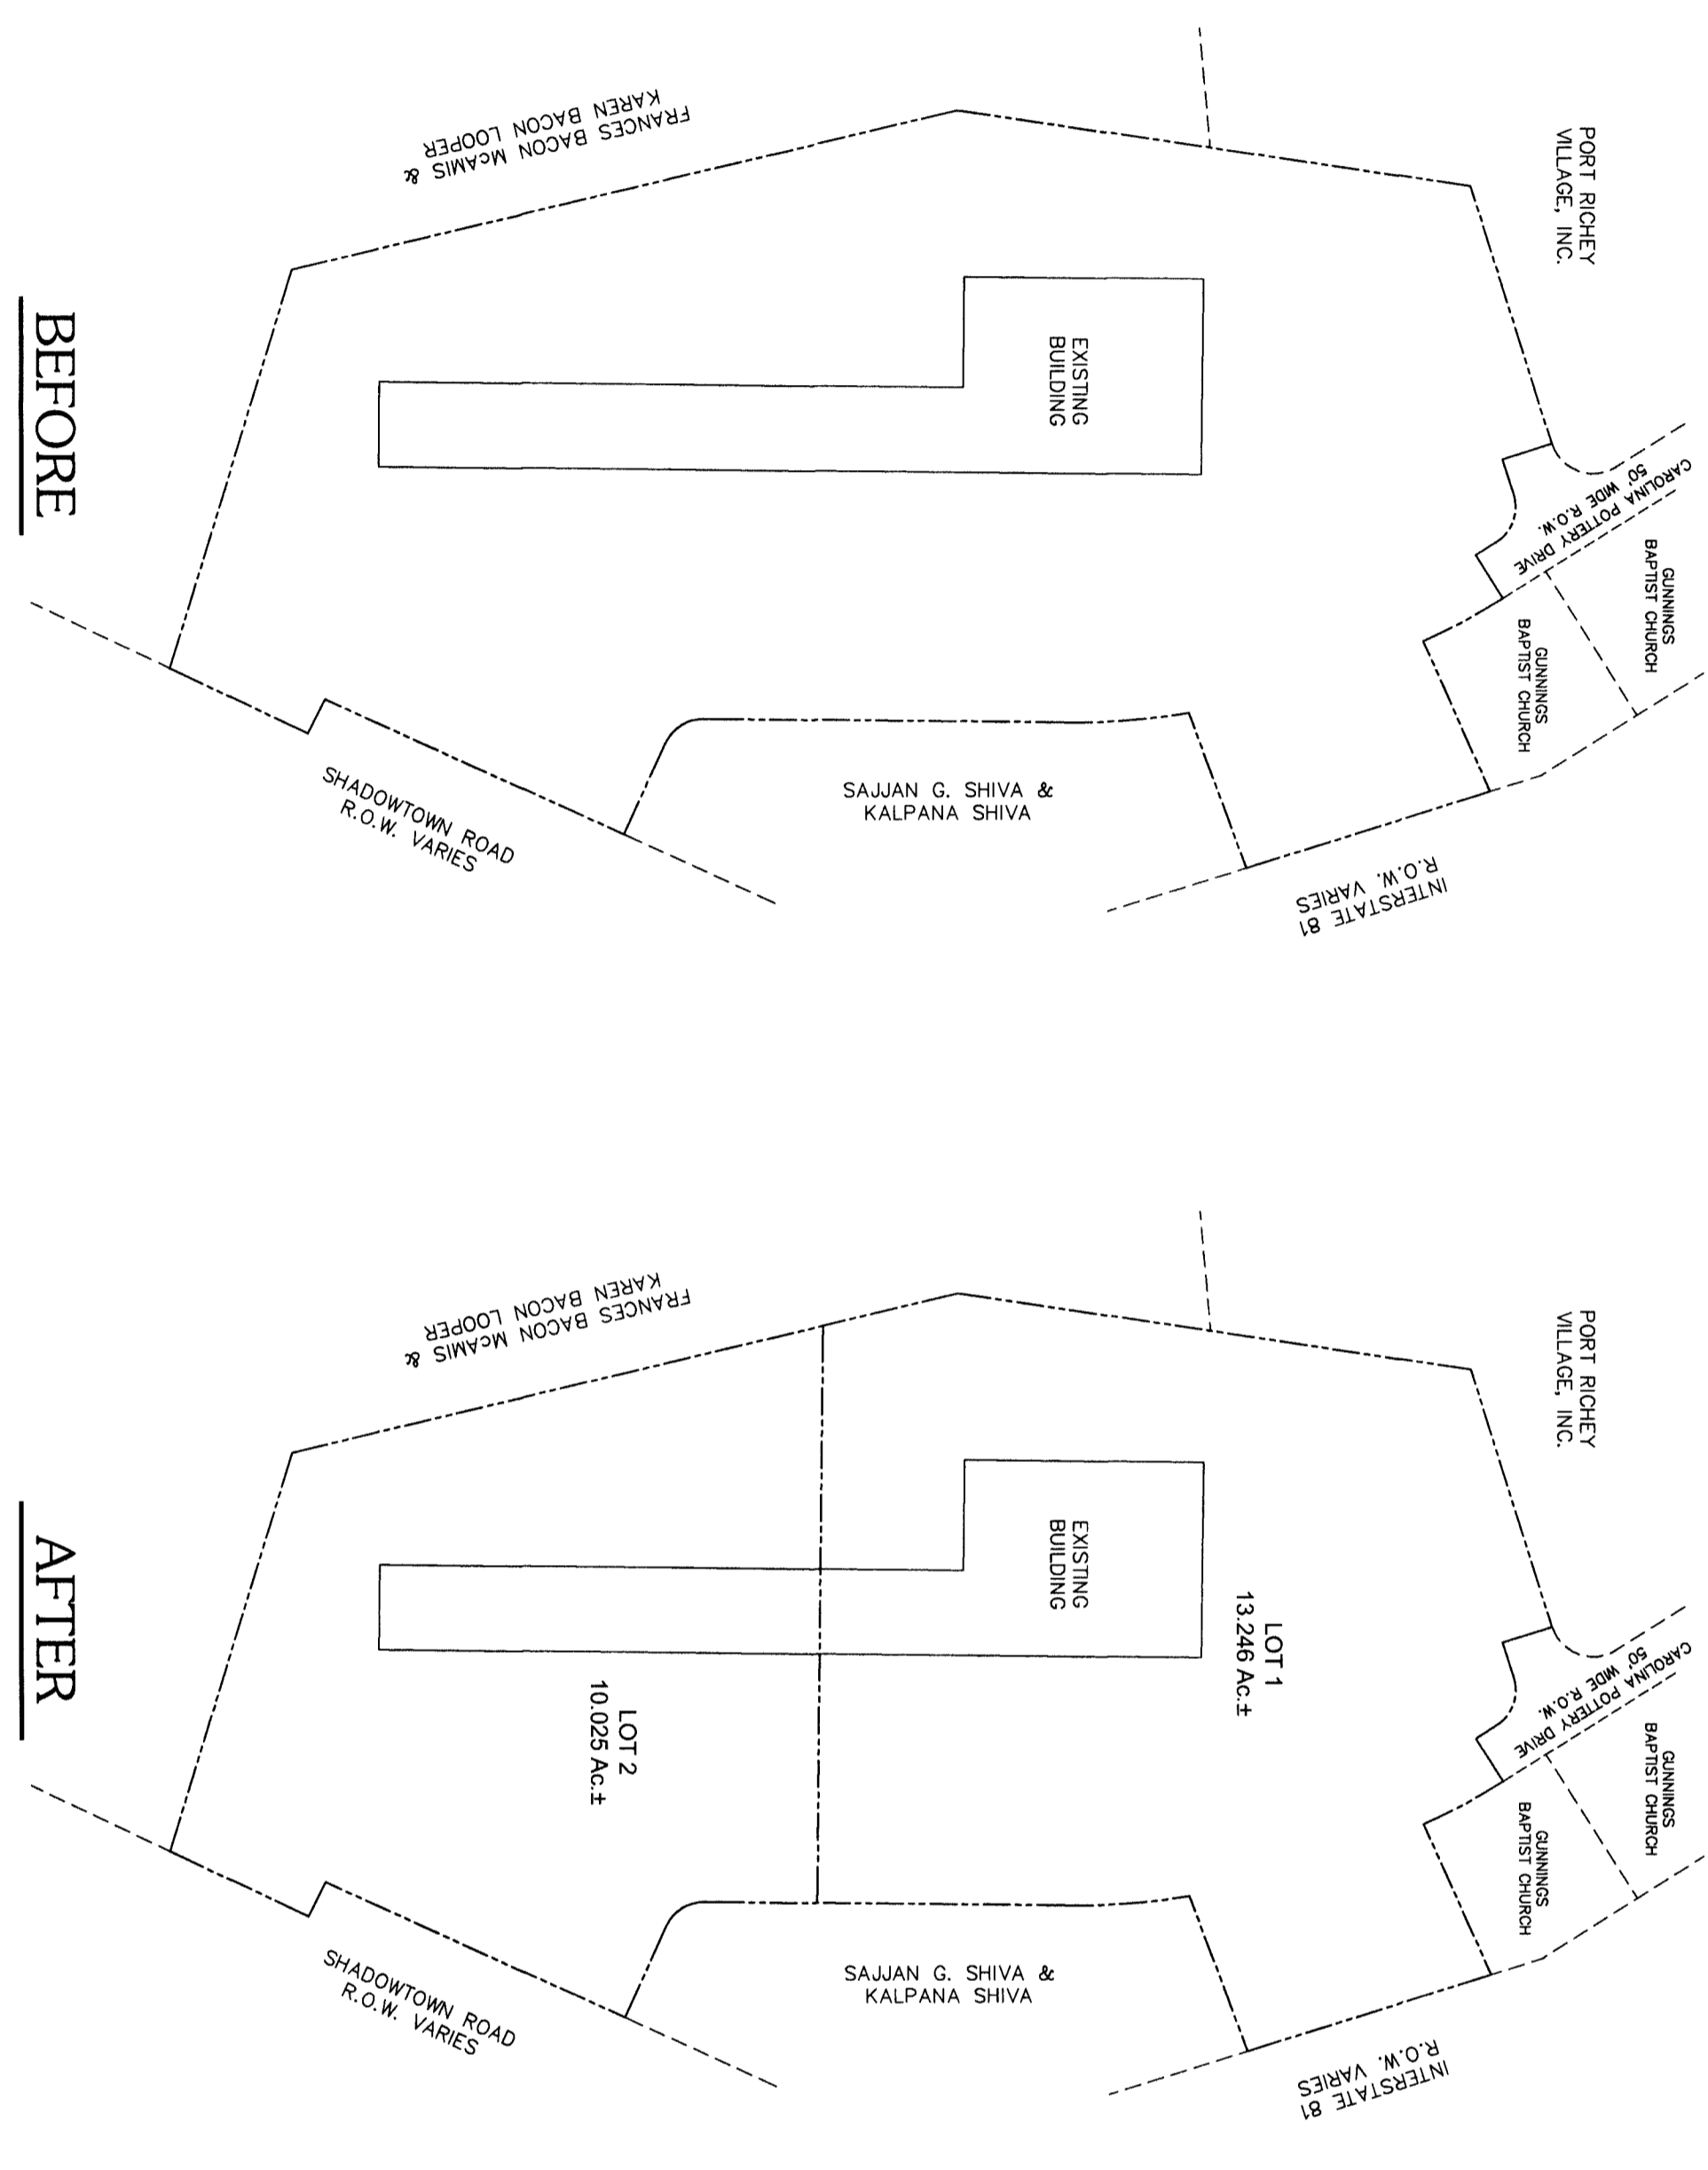 PORT RICHEY
VILLAGE, INC.
FRANCES BACON McAMIS &
KAREN BACON LOOPER
EXISTING
BUILDING
CAROLINA POTTERY DRIVE
50' WIDE R.O.W.
GUNNINGS
BAPTIST CHURCH
GUNNINGS
BAPTIST CHURCH
SAJJAN G. SHIVA &
KALPANA SHIVA
SHADOWTOWN ROAD
R.O.W. VARIES
INTERSTATE 81
R.O.W. VARIES
BEFORE
PORT RICHEY
VILLAGE, INC.
FRANCES BACON McAMIS &
KAREN BACON LOOPER
EXISTING
BUILDING
LOT 1
13.246 Ac.±
LOT 2
10.025 Ac.±
CAROLINA POTTERY DRIVE
50' WIDE R.O.W.
GUNNINGS
BAPTIST CHURCH
GUNNINGS
BAPTIST CHURCH
SAJJAN G. SHIVA &
KALPANA SHIVA
SHADOWTOWN ROAD
R.O.W. VARIES
INTERSTATE 81
R.O.W. VARIES
AFTER